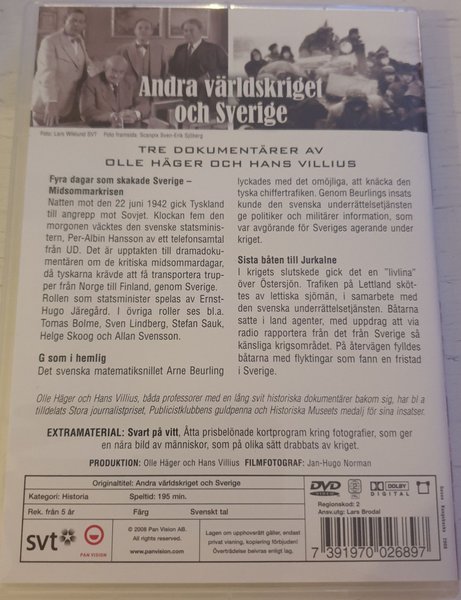 Andra världskriget
och Sverige
Foto: Lars Wiklund SVT Foto framsida: Scanpix Sven-Erik Sjöberg
TRE DOKUMENTÄRER AV
OLLE HÄGER OCH HANS VILLIUS
Fyra dagar som skakade Sverige –
Midsommarkrisen
Natten mot den 22 juni 1942 gick Tyskland
till angrepp mot Sovjet. Klockan fem den
morgonen väcktes den svenske statsminis-
tern, Per-Albin Hansson av ett telefonsamtal
från UD. Det är upptakten till dramadoku-
mentären om de kritiska midsommardagar,
då tyskarna krävde att få transportera trup-
per från Norge till Finland, genom Sverige.
Rollen som statsminister spelas av Ernst-
Hugo Järegård. I övriga roller ses bl.a.
Tomas Bolme, Sven Lindberg, Stefan Sauk,
Helge Skoog och Allan Svensson.
G som i hemlig
Det svenska matematiksnillet Arne Beurling
lyckades med det omöjliga, att knäcka den
tyska chiffertrafiken. Genom Beurlings insats
kunde den svenska underrättelsetjänsten
ge politiker och militärer information, som
var avgörande för Sveriges agerande under
kriget.
Sista båten till Jurkalne
I krigets slutskede gick det en "livlina"
över Östersjön. Trafiken på Lettland sköt-
tes av lettiska sjömän, i samarbete med
den svenska underrättelsetjänsten. Båtarna
satte i land agenter, med uppdrag att via
radio rapportera från det från Sverige så
känsliga krigsområdet. På återvägen fylldes
båtarna med flyktingar som fann en fristad
i Sverige.
Olle Häger och Hans Villius, båda professorer med en lång svit historiska dokumentärer bakom sig, har bl a
tilldelats Stora journalistpriset, Publicistklubbens guldpenna och Historiska Museets medalj för sina insatser.
EXTRAMATERIAL: Svart på vitt, Åtta prisbelönade kortprogram kring fotografier, som ger
en nära bild av människor, som på olika sätt drabbats av kriget.
PRODUKTION: Olle Häger och Hans Villius FILMFOTOGRAF: Jan-Hugo Norman
Originaltitel: Andra världskriget och Sverige
Kategori: Historia Speltid: 195 min.
Rek. från 5 år Färg Svenskt tal
DVD
VIDEO
DOLBY
DIGITAL
Regionskod: 2
Ansv.utg: Lars Brodal
svt
PAN VISION
© 2008 Pan Vision AB.
All rights reserved.
www.panvision.com
Lagen om upphovsrätt gäller, endast
privat visning, kopiering förbjuden!
Överträdelse beivras enligt lag.
7 391970 026897